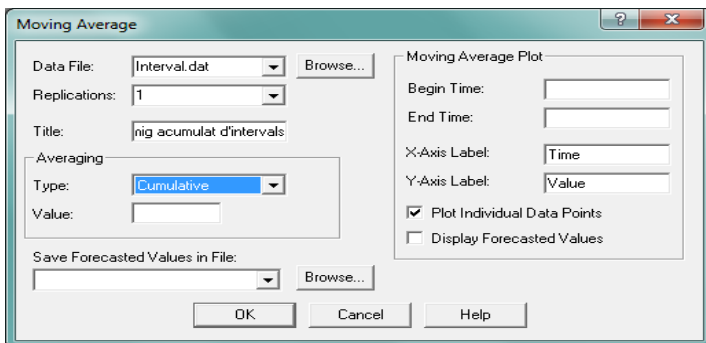 Moving Average
Data File: Interval.dat Browse...
Replications: 1
Title: nig acumulat d'intervals
Averaging
Type: Cumulative
Value:
Save Forecasted Values in File:
Browse...
Moving Average Plot
Begin Time:
End Time:
X-Axis Label: Time
Y-Axis Label: Value
Plot Individual Data Points
Display Forecasted Values
OK Cancel Help